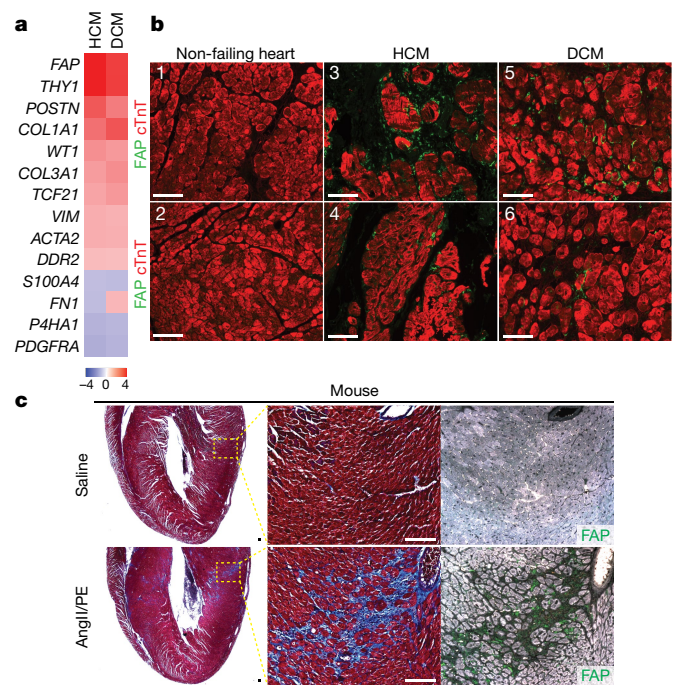 a
HCM
DCM
FAP
THY1
POSTN
COL1A1
WT1
COL3A1
TCF21
VIM
ACTA2
DDR2
S100A4
FN1
P4HA1
PDGFRA
−4 0 4
b
Non-failing heart HCM DCM
FAP cTnT
1 3 5
FAP cTnT
2 4 6
c
Mouse
Saline
FAP
AngII/PE
FAP